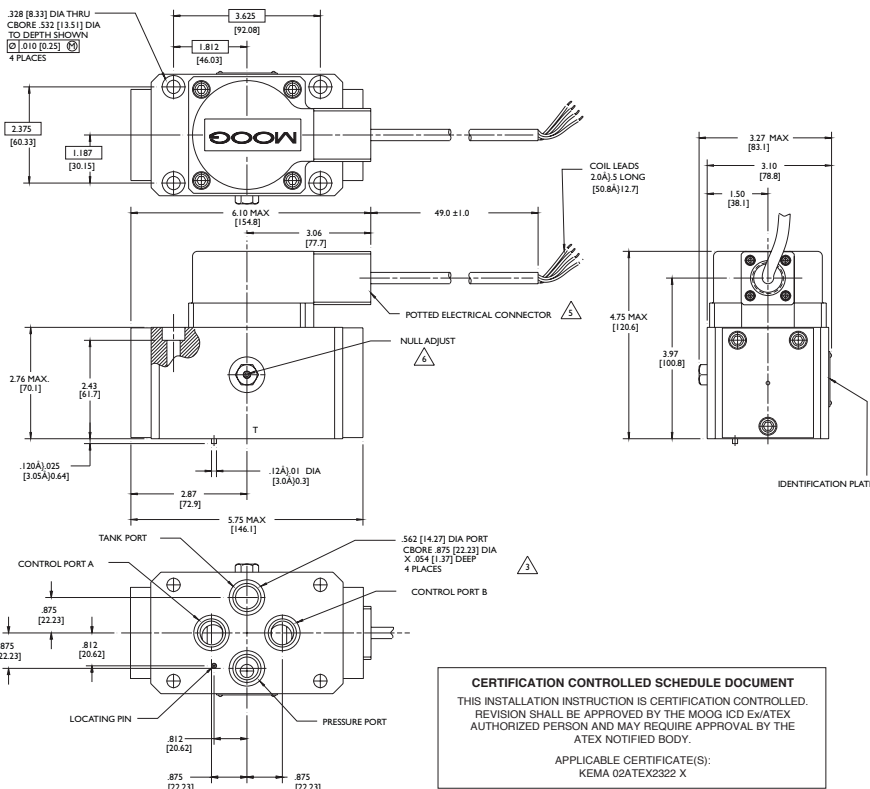 .328 [8.33] DIA THRU
CBORE .532 [13.51] DIA
TO DEPTH SHOWN
Ø .010 [0.25] Ⓜ
4 PLACES
3.625
[92.08]
1.812
[46.03]
2.375
[60.33]
1.187
[30.15]
MOOG
6.10 MAX
[154.8]
49.0 ±1.0
3.06
[77.7]
COIL LEADS
2.0Â}.5 LONG
[50.8Â}12.7]
3.27 MAX
[83.1]
3.10
[78.8]
1.50
[38.1]
POTTED ELECTRICAL CONNECTOR
5
NULL ADJUST
6
2.76 MAX.
[70.1]
2.43
[61.7]
T
4.75 MAX
[120.6]
3.97
[100.8]
.120Â}.025
[3.05Â}0.64]
.12Â}.01 DIA
[3.0Â}0.3]
2.87
[72.9]
5.75 MAX
[146.1]
IDENTIFICATION PLAT
TANK PORT
.562 [14.27] DIA PORT
CBORE .875 [22.23] DIA
X .054 [1.37] DEEP
4 PLACES
3
CONTROL PORT A
CONTROL PORT B
.875
[22.23]
875
22.23]
.812
[20.62]
LOCATING PIN
PRESSURE PORT
.812
[20.62]
.875
[22.23]
.875
[22.23]
CERTIFICATION CONTROLLED SCHEDULE DOCUMENT
THIS INSTALLATION INSTRUCTION IS CERTIFICATION CONTROLLED.
REVISION SHALL BE APPROVED BY THE MOOG ICD Ex/ATEX
AUTHORIZED PERSON AND MAY REQUIRE APPROVAL BY THE
ATEX NOTIFIED BODY.
APPLICABLE CERTIFICATE(S):
KEMA 02ATEX2322 X